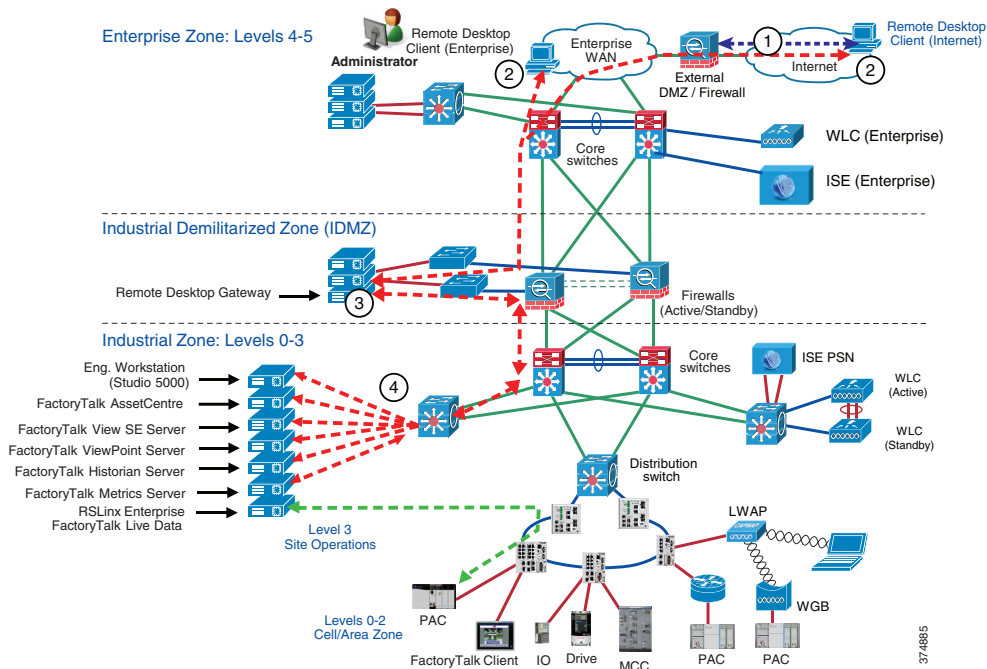 Enterprise Zone: Levels 4-5
Remote Desktop
Client (Enterprise)
Administrator
2
Enterprise
WAN
External
DMZ / Firewall
1
Internet
2
Remote Desktop
Client (Internet)
Core
switches
WLC (Enterprise)
ISE (Enterprise)
Industrial Demilitarized Zone (IDMZ)
Remote Desktop Gateway
3
Firewalls
(Active/Standby)
Industrial Zone: Levels 0-3
Eng. Workstation
(Studio 5000)
FactoryTalk AssetCentre
FactoryTalk View SE Server
FactoryTalk ViewPoint Server
FactoryTalk Historian Server
FactoryTalk Metrics Server
RSLinx Enterprise
FactoryTalk Live Data
4
Core
switches
ISE PSN
WLC
(Active)
WLC
(Standby)
Distribution
switch
Level 3
Site Operations
LWAP
CAPWAP
WGB
PAC
Levels 0-2
Cell/Area Zone
FactoryTalk Client
IO
Drive
MCC
PAC
PAC
374885